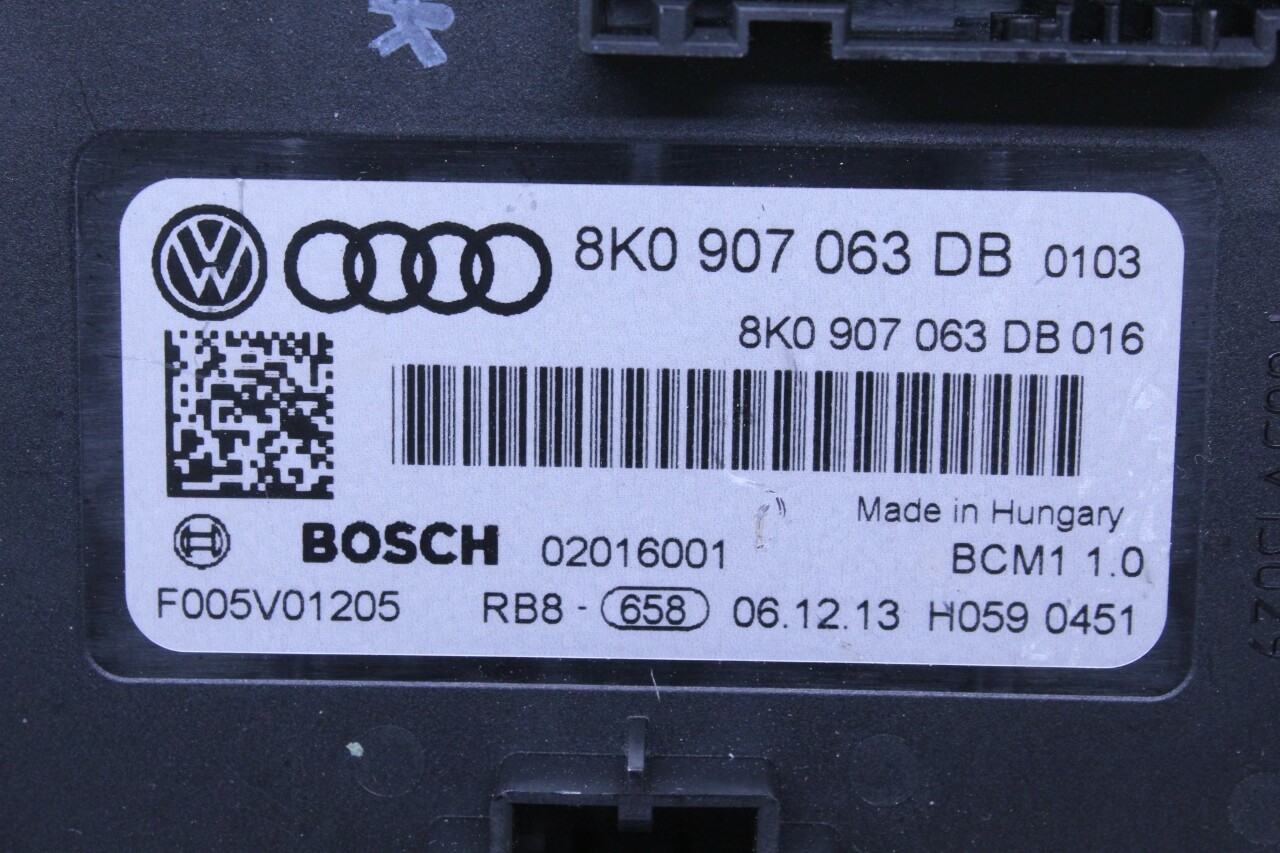 8K0 907 063 DB 0103
8K0 907 063 DB 016
Made in Hungary
BOSCH 02016001 BCM1 1.0
F005V01205 RB8 - 658 06.12.13 H059 0451